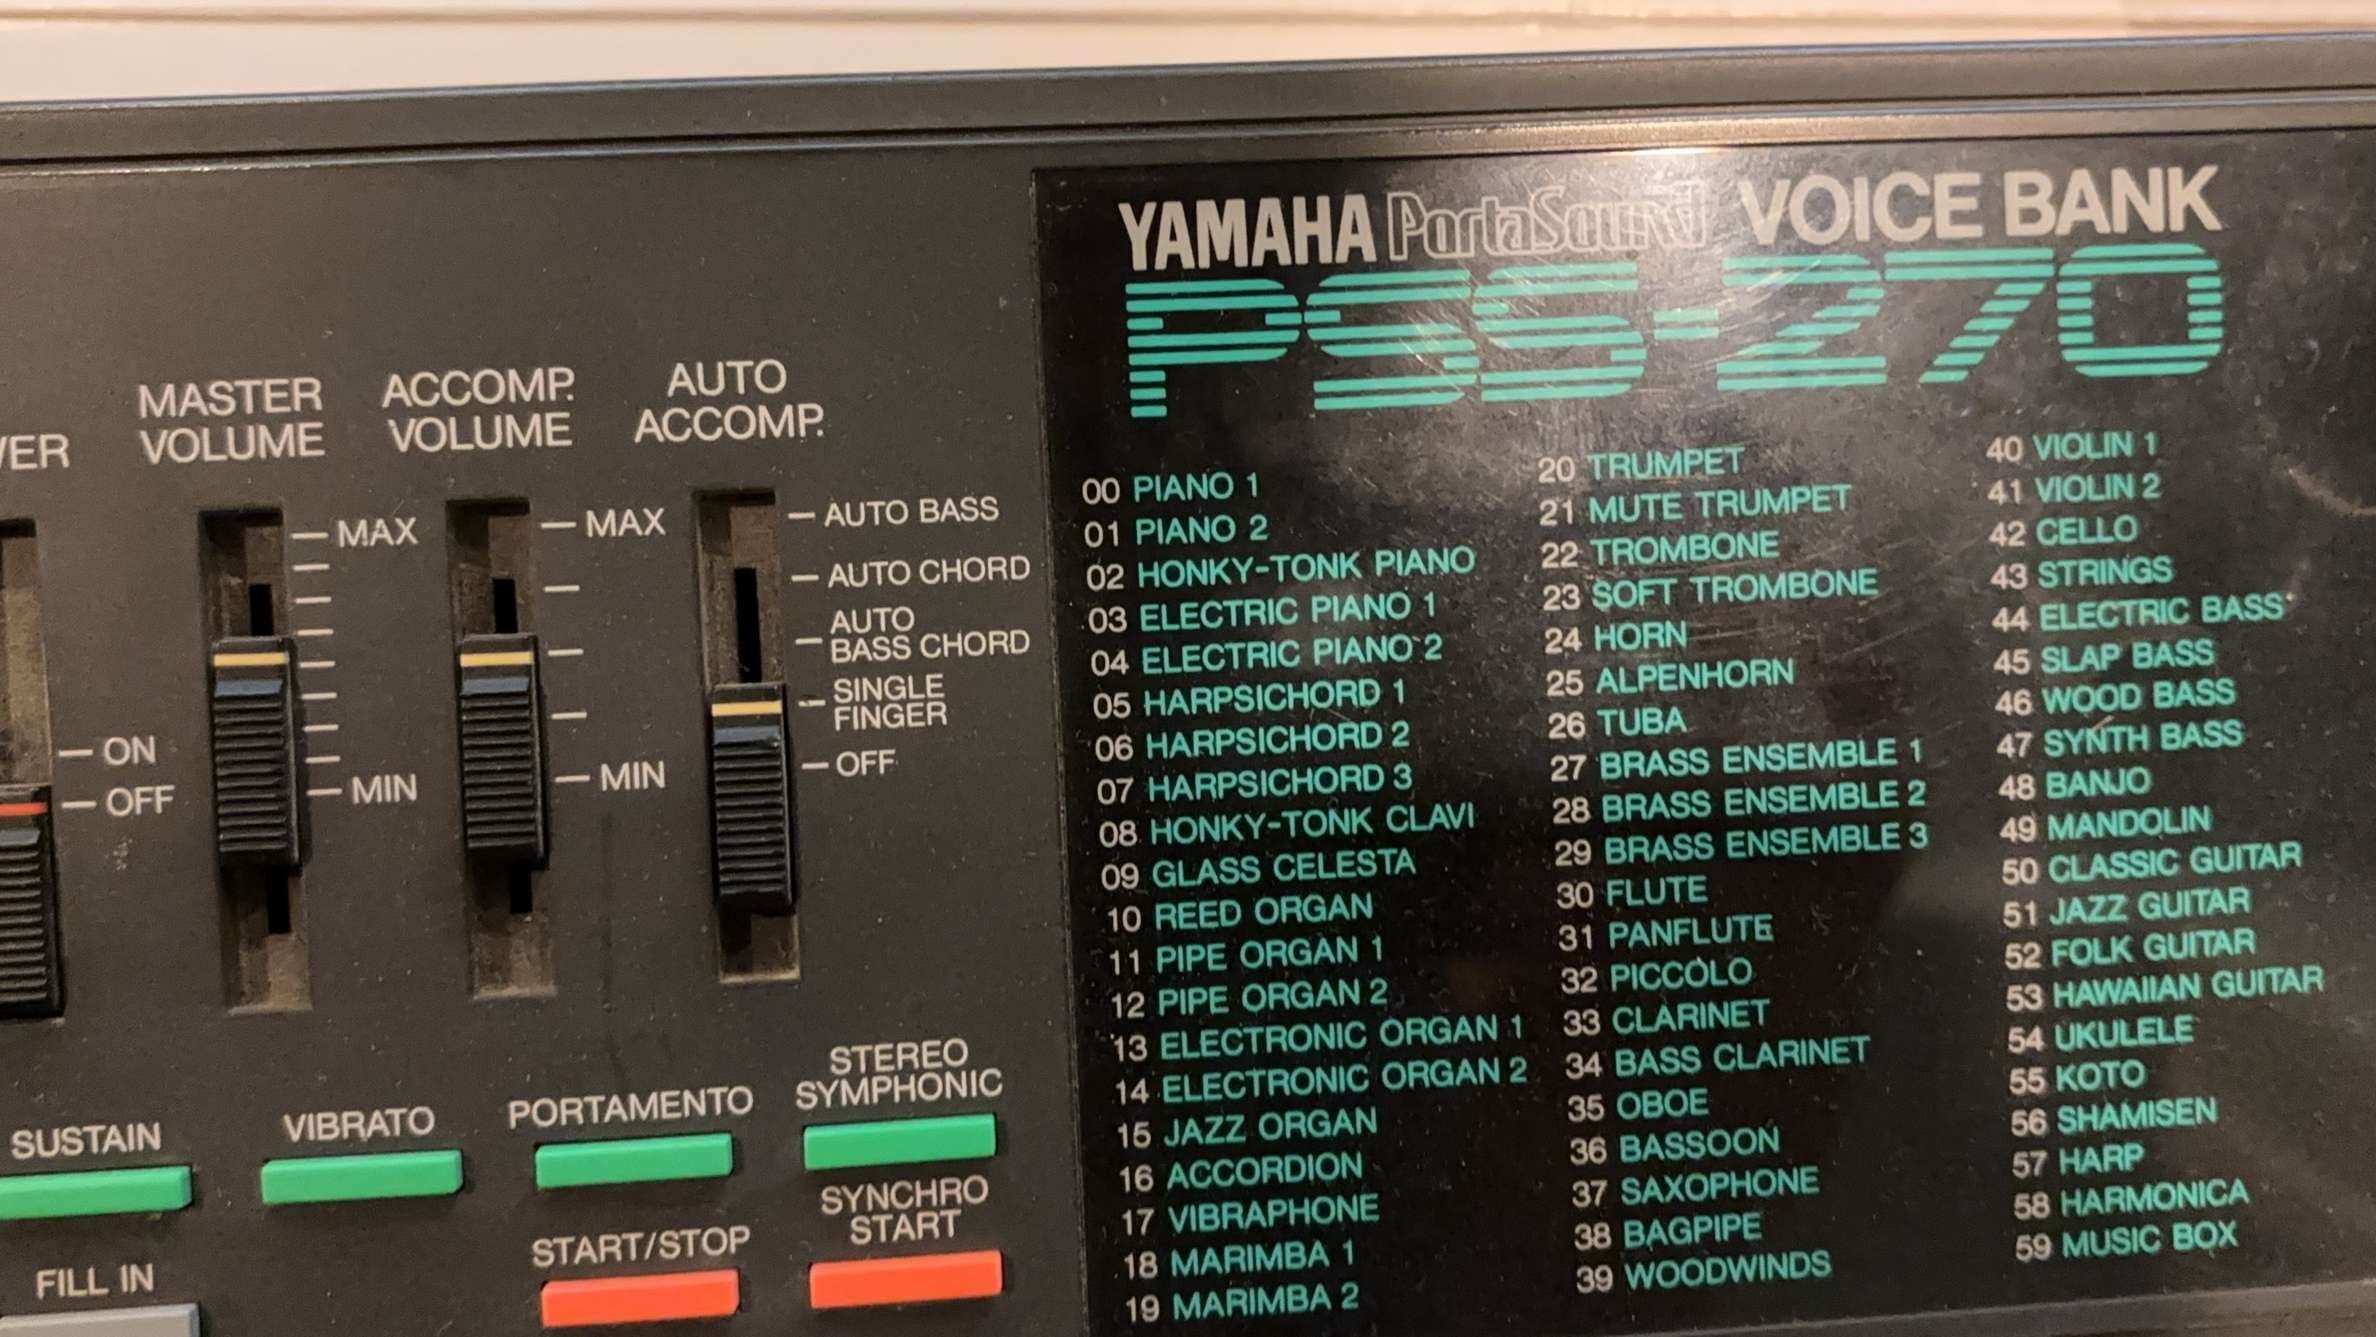 YAMAHA PortaSound VOICE BANK
PSS-270
MASTER
VOLUME
MAX
MIN
ACCOMP.
VOLUME
MAX
MIN
AUTO
ACCOMP.
AUTO BASS
AUTO CHORD
AUTO
BASS CHORD
SINGLE
FINGER
OFF
ON
OFF
SUSTAIN
VIBRATO
PORTAMENTO
STEREO
SYMPHONIC
FILL IN
START/STOP
SYNCHRO
START
00 PIANO 1
01 PIANO 2
02 HONKY-TONK PIANO
03 ELECTRIC PIANO 1
04 ELECTRIC PIANO 2
05 HARPSICHORD 1
06 HARPSICHORD 2
07 HARPSICHORD 3
08 HONKY-TONK CLAVI
09 GLASS CELESTA
10 REED ORGAN
11 PIPE ORGAN 1
12 PIPE ORGAN 2
13 ELECTRONIC ORGAN 1
14 ELECTRONIC ORGAN 2
15 JAZZ ORGAN
16 ACCORDION
17 VIBRAPHONE
18 MARIMBA 1
19 MARIMBA 2
20 TRUMPET
21 MUTE TRUMPET
22 TROMBONE
23 SOFT TROMBONE
24 HORN
25 ALPENHORN
26 TUBA
27 BRASS ENSEMBLE 1
28 BRASS ENSEMBLE 2
29 BRASS ENSEMBLE 3
30 FLUTE
31 PANFLUTE
32 PICCOLO
33 CLARINET
34 BASS CLARINET
35 OBOE
36 BASSOON
37 SAXOPHONE
38 BAGPIPE
39 WOODWINDS
40 VIOLIN 1
41 VIOLIN 2
42 CELLO
43 STRINGS
44 ELECTRIC BASS
45 SLAP BASS
46 WOOD BASS
47 SYNTH BASS
48 BANJO
49 MANDOLIN
50 CLASSIC GUITAR
51 JAZZ GUITAR
52 FOLK GUITAR
53 HAWAIIAN GUITAR
54 UKULELE
55 KOTO
56 SHAMISEN
57 HARP
58 HARMONICA
59 MUSIC BOX